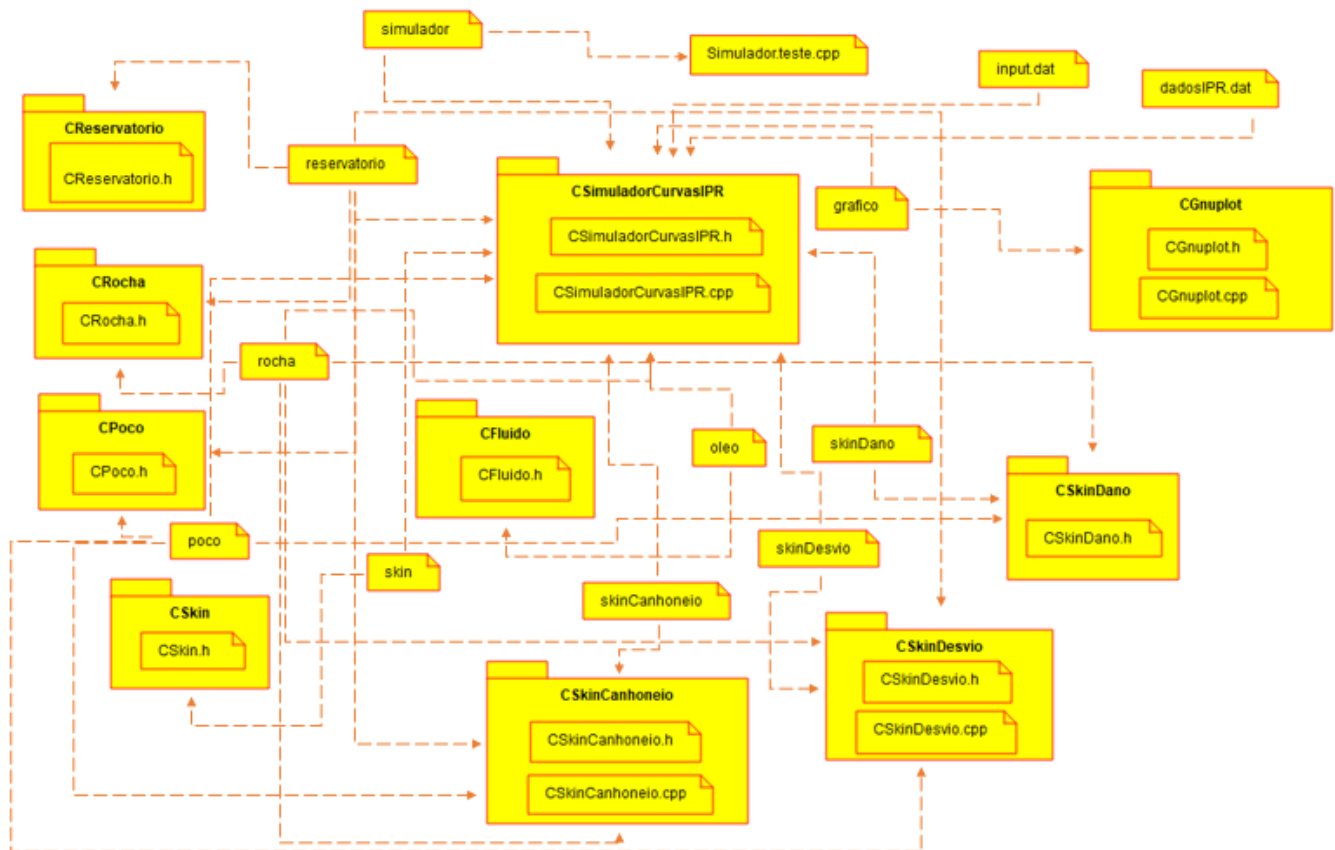 simulador
Simulador.teste.cpp
input.dat
dadosIPR.dat
CReservatorio
CReservatorio.h
reservatorio
CSimuladorCurvasIPR
CSimuladorCurvasIPR.h
CSimuladorCurvasIPR.cpp
grafico
CGnuplot
CGnuplot.h
CGnuplot.cpp
CRocha
CRocha.h
rocha
CPoco
CPoco.h
CFluido
CFluido.h
oleo
skinDano
CSkinDano
CSkinDano.h
poco
skin
skinDesvio
CSkin
CSkin.h
skinCanhoneio
CSkinDesvio
CSkinDesvio.h
CSkinDesvio.cpp
CSkinCanhoneio
CSkinCanhoneio.h
CSkinCanhoneio.cpp